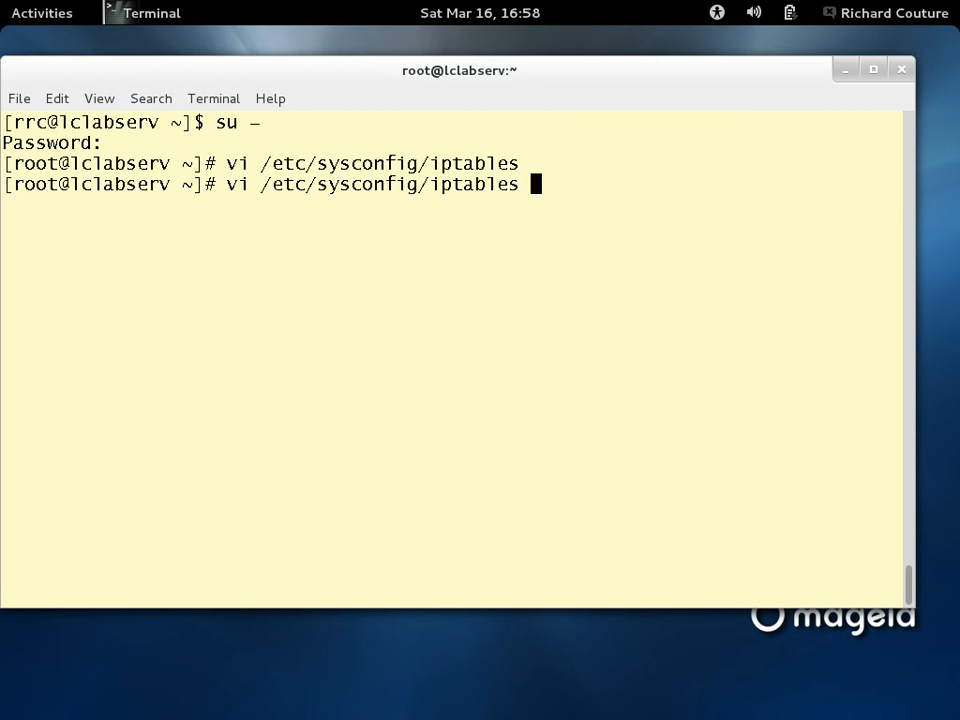 Activities Terminal Sat Mar 16, 16:58 Richard Couture
root@lclabserv:~
File Edit View Search Terminal Help
[rrc@lclabserv ~]$ su -
Password:
[root@lclabserv ~]# vi /etc/sysconfig/iptables
[root@lclabserv ~]# vi /etc/sysconfig/iptables
mageia